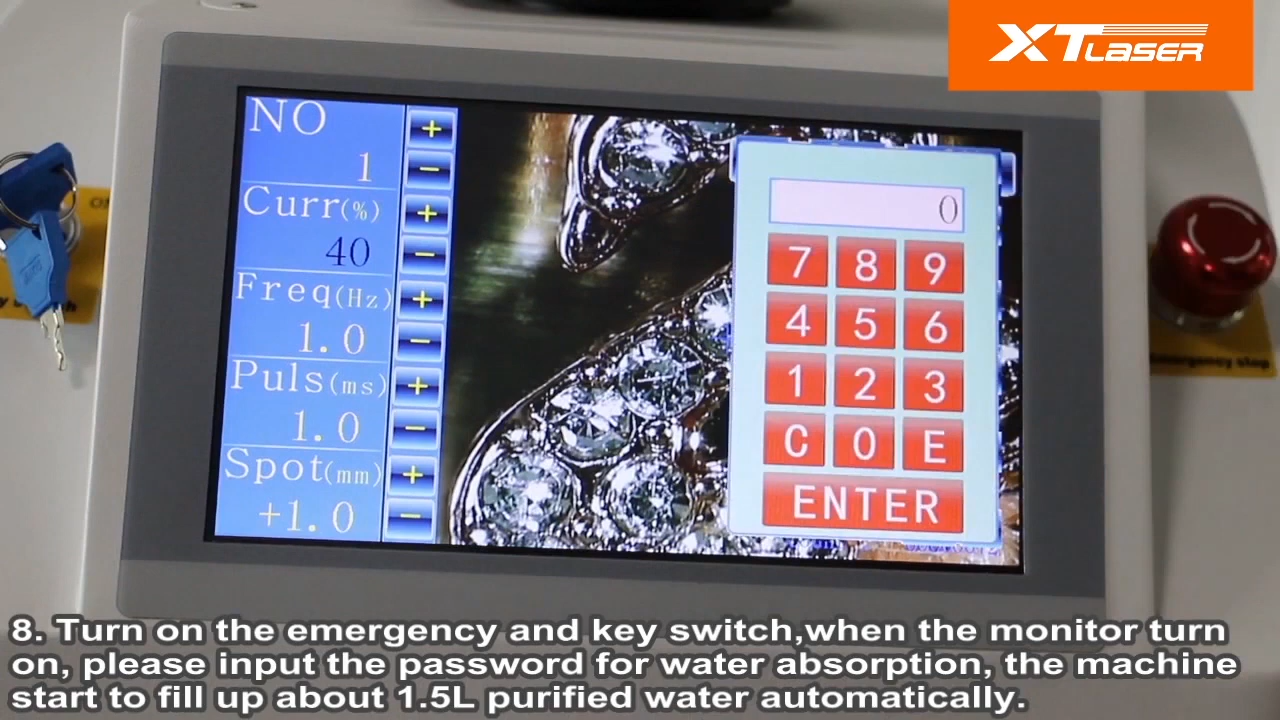 XT LASER
NO
1
+
−
Curr(%)
40
+
−
Freq(Hz)
1.0
+
−
Puls(ms)
1.0
+
−
Spot(mm)
+1.0
+
−
0
7 8 9
4 5 6
1 2 3
C 0 E
ENTER
Emergency stop
8. Turn on the emergency and key switch,when the monitor turn
on, please input the password for water absorption, the machine
start to fill up about 1.5L purified water automatically.